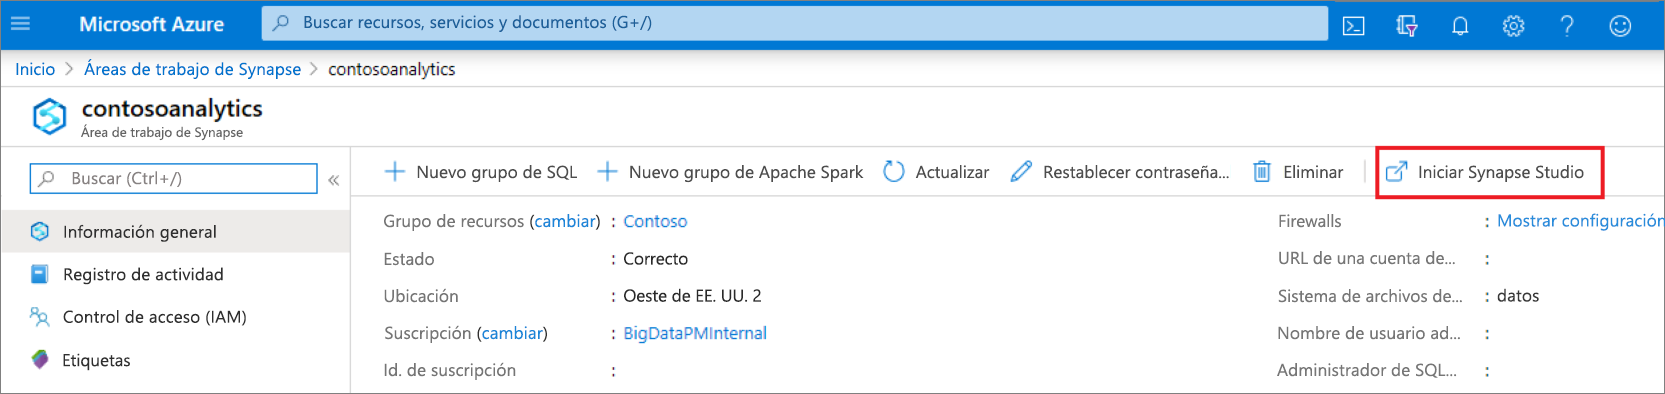 Microsoft Azure
Buscar recursos, servicios y documentos (G+/)
Inicio > Áreas de trabajo de Synapse > contosoanalytics
contosoanalytics
Área de trabajo de Synapse
Buscar (Ctrl+/)
«
Información general
Registro de actividad
Control de acceso (IAM)
Etiquetas
Nuevo grupo de SQL
Nuevo grupo de Apache Spark
Actualizar
Restablecer contraseña...
Eliminar
Iniciar Synapse Studio
Grupo de recursos (cambiar) : Contoso
Estado : Correcto
Ubicación : Oeste de EE. UU. 2
Suscripción (cambiar) : BigDataPMInternal
Id. de suscripción :
Firewalls : Mostrar configuración
URL de una cuenta de... :
Sistema de archivos de... : datos
Nombre de usuario ad... :
Administrador de SQL... :